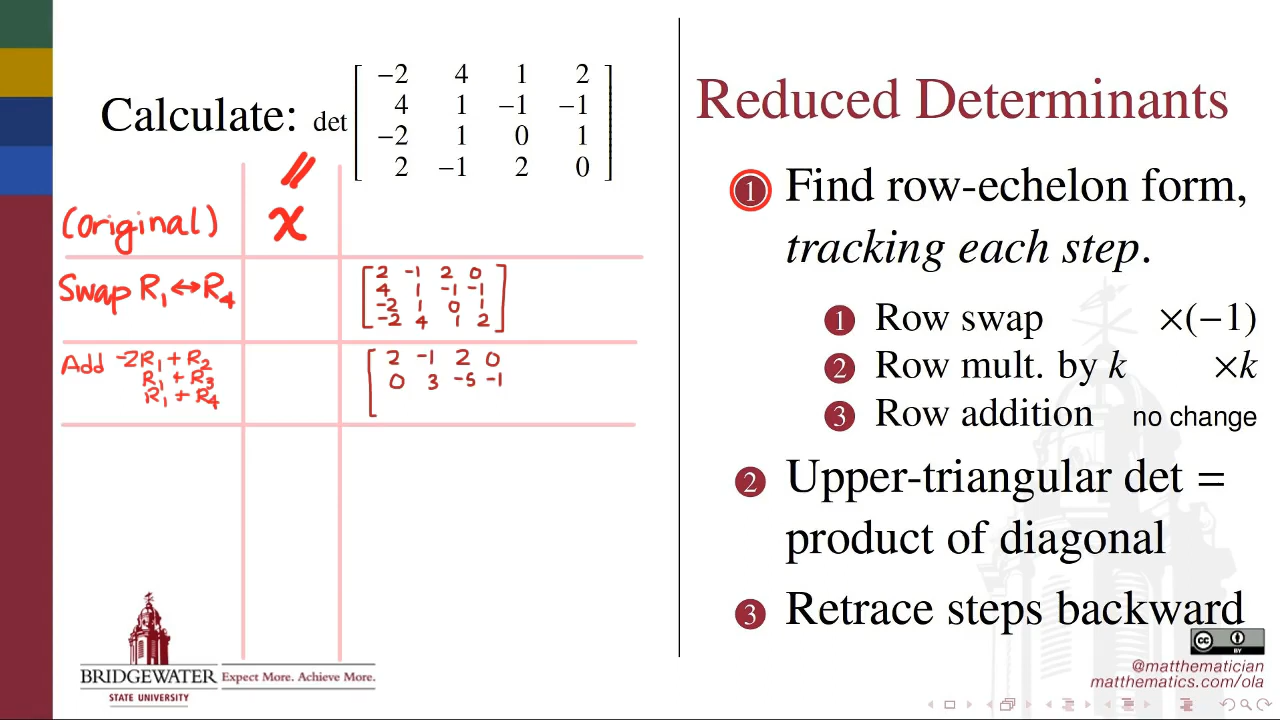 Calculate: det
−2 4 1 2
4 1 −1 −1
−2 1 0 1
2 −1 2 0
(original) x
Swap R₁ ↔ R₄
2 -1 2 0
4 1 -1 -1
-2 1 0 1
-2 4 1 2
Add -2R₁ + R₂
R₁ + R₃
R₁ + R₄
2 -1 2 0
0 3 -5 -1
BRIDGEWATER
STATE UNIVERSITY
Expect More. Achieve More.
Reduced Determinants
1 Find row-echelon form,
tracking each step.
1 Row swap ×(−1)
2 Row mult. by k ×k
3 Row addition no change
2 Upper-triangular det =
product of diagonal
3 Retrace steps backward
cc BY
@matthematician
matthematics.com/ola